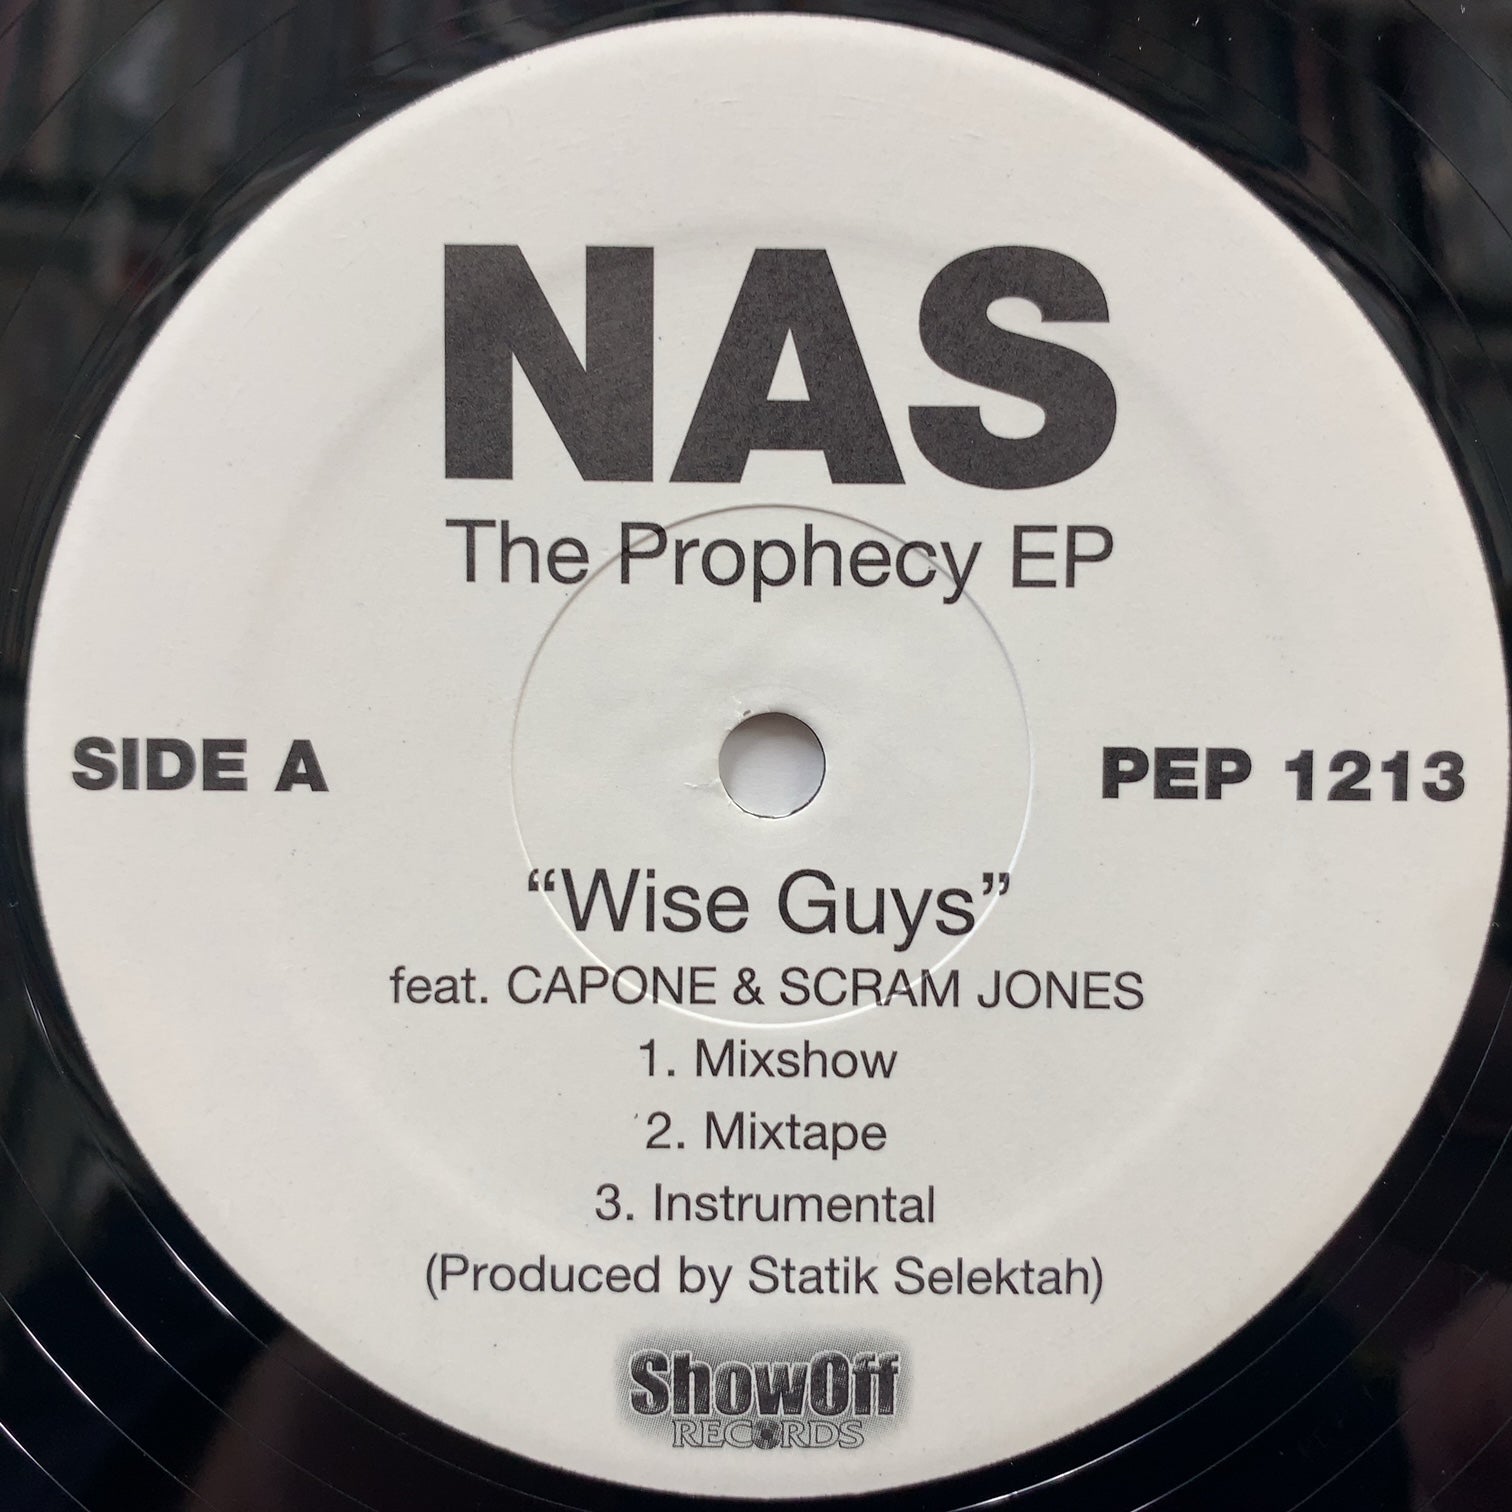 NAS
The Prophecy EP
SIDE A
PEP 1213
“Wise Guys”
feat. CAPONE & SCRAM JONES
1. Mixshow
2. Mixtape
3. Instrumental
(Produced by Statik Selektah)
ShowOff
RECORDS